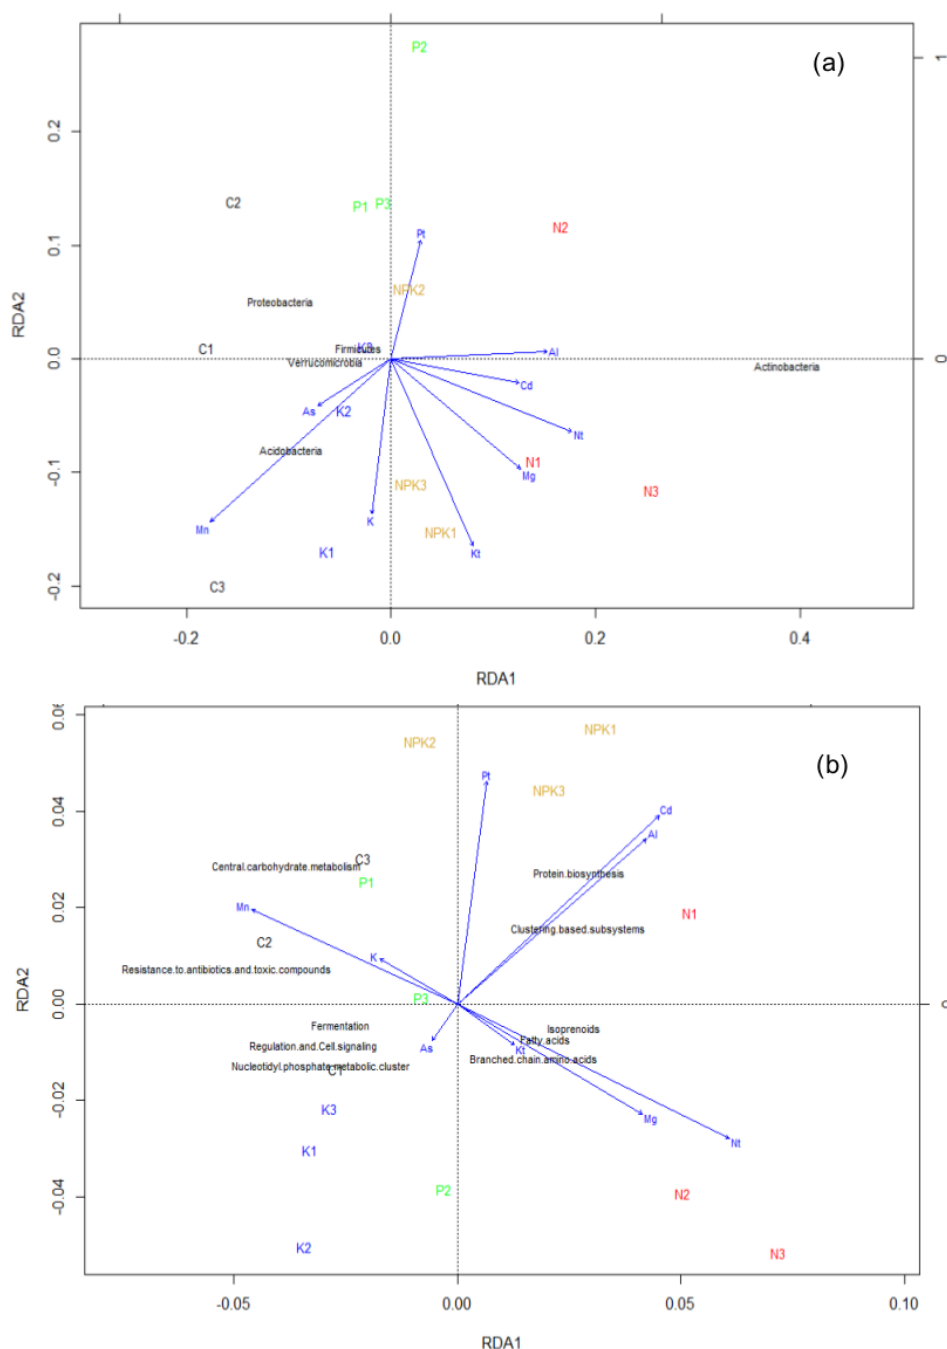 P2
(a)
1
0.2
C2
P1 P3
N2
Pt
0.1
NPK2
Proteobacteria
RDA2
C1
K3
Firmicutes
Al
0.0
0
Verrucomicrobia
Actinobacteria
Cd
As
K2
Nt
Acidobacteria
N1
-0.1
Mg
NPK3
N3
K
Mn
NPK1
K1
Kt
C3
-0.2
-0.2 0.0 0.2 0.4
RDA1
NPK1
NPK2
(b)
Pt
NPK3
0.04
Cd
Al
C3
Central.carbohydrate.metabolism
Protein.biosynthesis
P1
0.02
Mn
N1
Clustering.based.subsystems
C2
K
Resistance.to.antibiotics.and.toxic.compounds
RDA2
P3
0.00
Fermentation
Isoprenoids
Fatty.acids
Regulation.and.Cell.signaling
As
Kt
Branched.chain.amino.acids
Nucleotidyl.phosphate.metabolic.cluster
C1
-0.02
K3
Mg
Nt
K1
-0.04
P2
N2
K2
N3
-0.05 0.00 0.05 0.10
RDA1